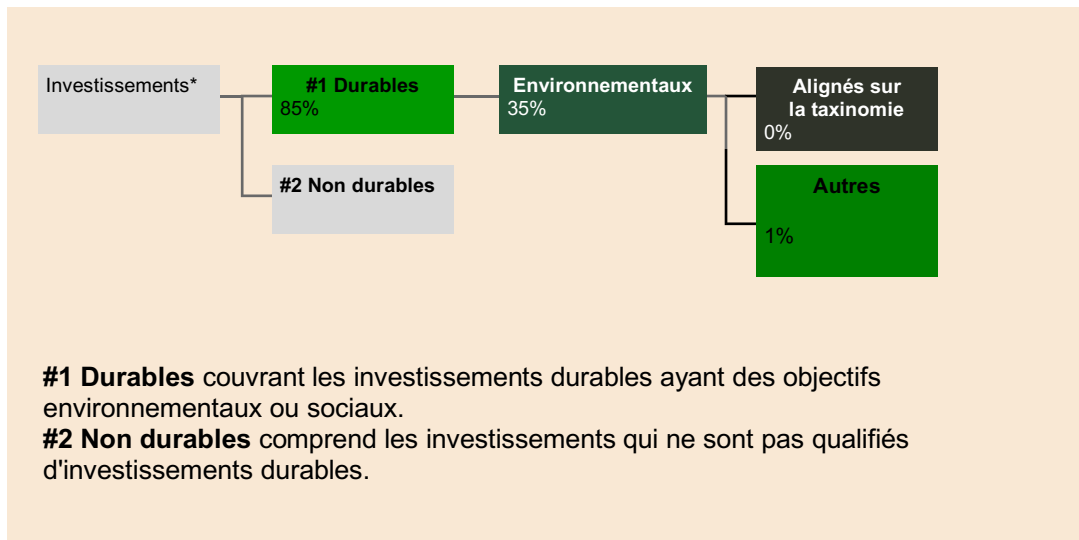 Investissements*
#1 Durables
85%
Environnementaux
35%
Alignés sur
la taxinomie
0%
#2 Non durables
Autres
1%
#1 Durables couvrant les investissements durables ayant des objectifs
environnementaux ou sociaux.
#2 Non durables comprend les investissements qui ne sont pas qualifiés
d'investissements durables.